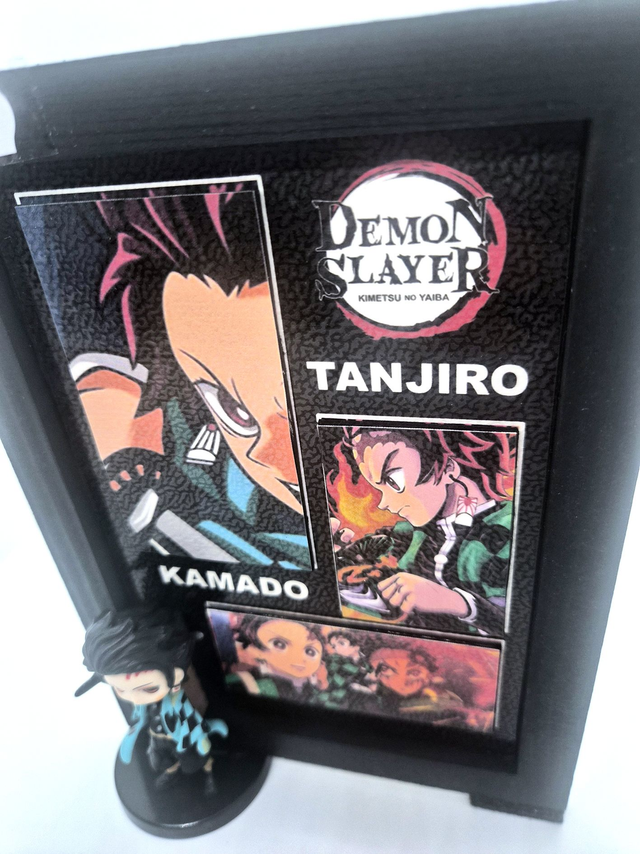 DEMON
SLAYER
KIMETSU NO YAIBA
TANJIRO
KAMADO